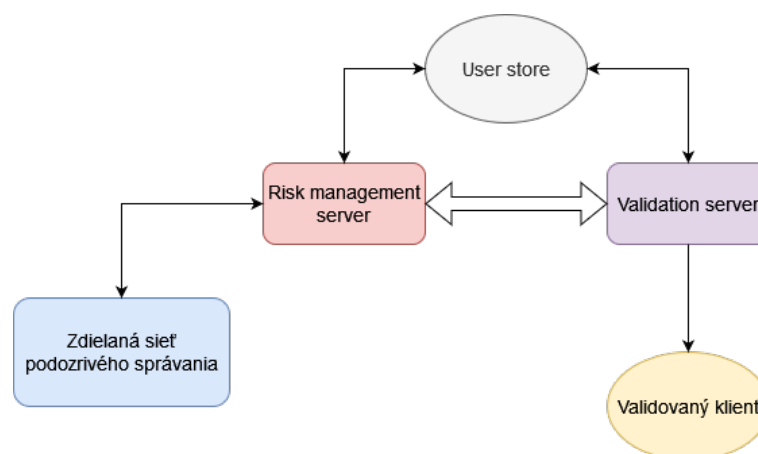 User store
Risk management
server
Validation server
Zdielaná sieť
podozrivého správania
Validovaný klient